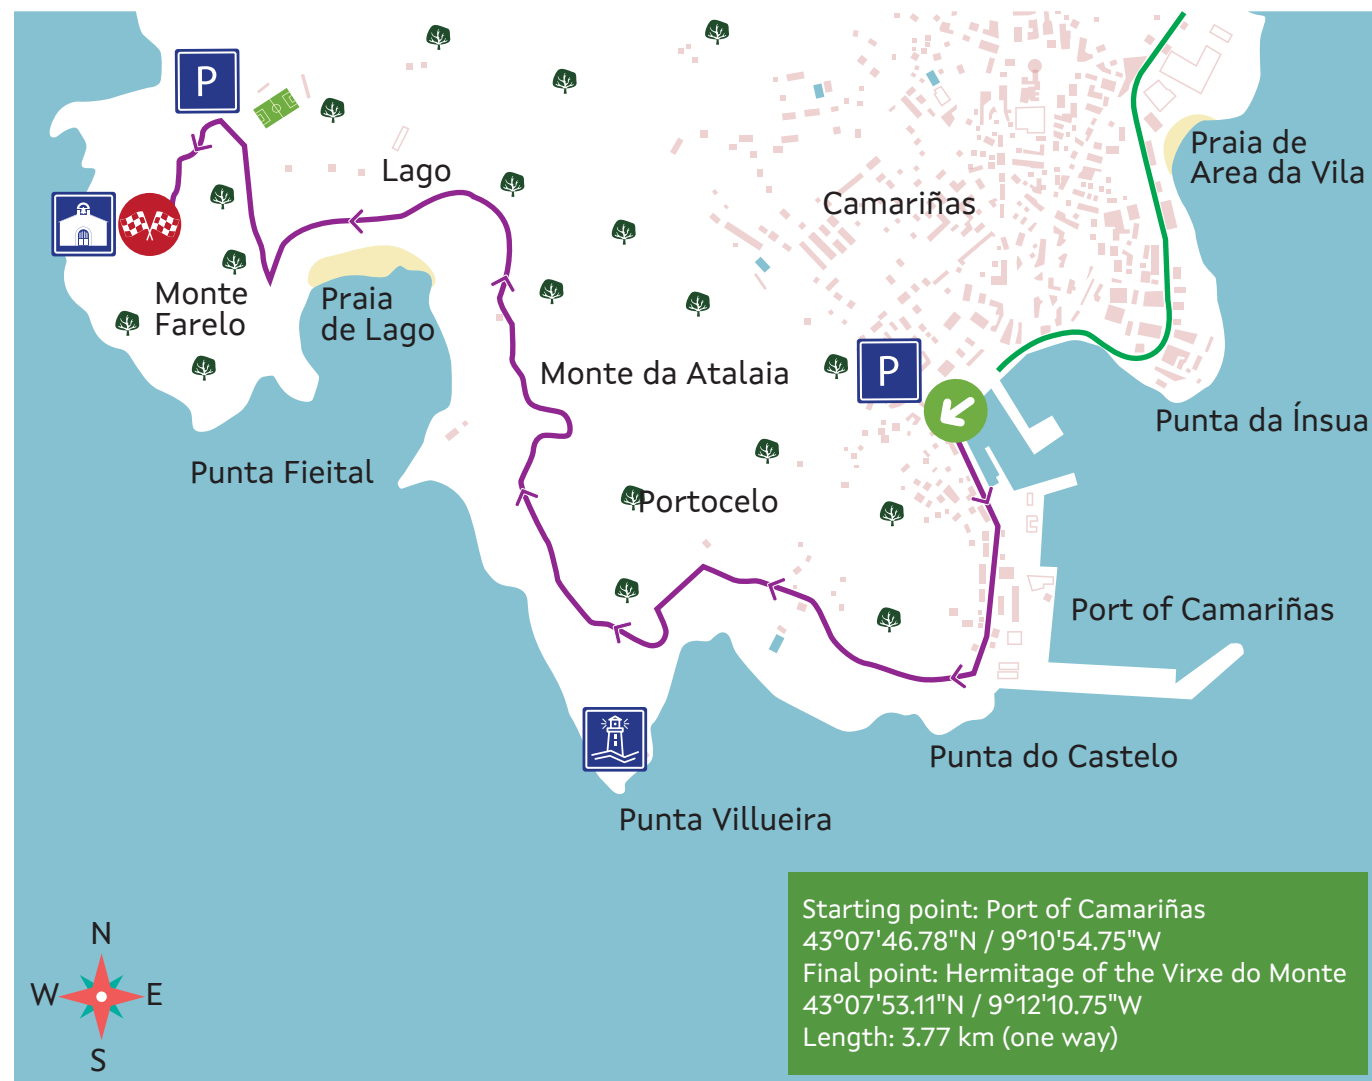 P
Lago
Praia de
Area da Vila
Camariñas
Monte
Farelo
Praia
de Lago
Monte da Atalaia
P
Punta da Ínsua
Punta Fieital
Portocelo
Port of Camariñas
Punta do Castelo
Punta Villueira
Starting point: Port of Camariñas
43°07'46.78"N / 9°10'54.75"W
Final point: Hermitage of the Virxe do Monte
43°07'53.11"N / 9°12'10.75"W
Length: 3.77 km (one way)
N
W
E
S